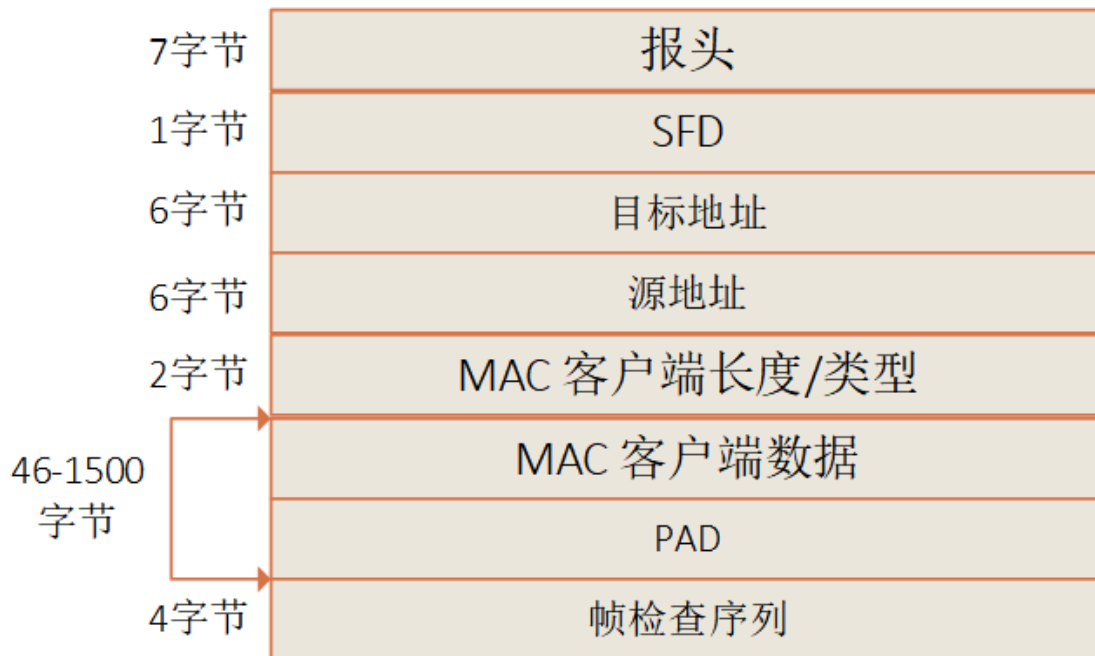 7字节
报头
1字节
SFD
6字节
目标地址
6字节
源地址
2字节
MAC 客户端长度/类型
46-1500
字节
MAC 客户端数据
PAD
4字节
帧检查序列